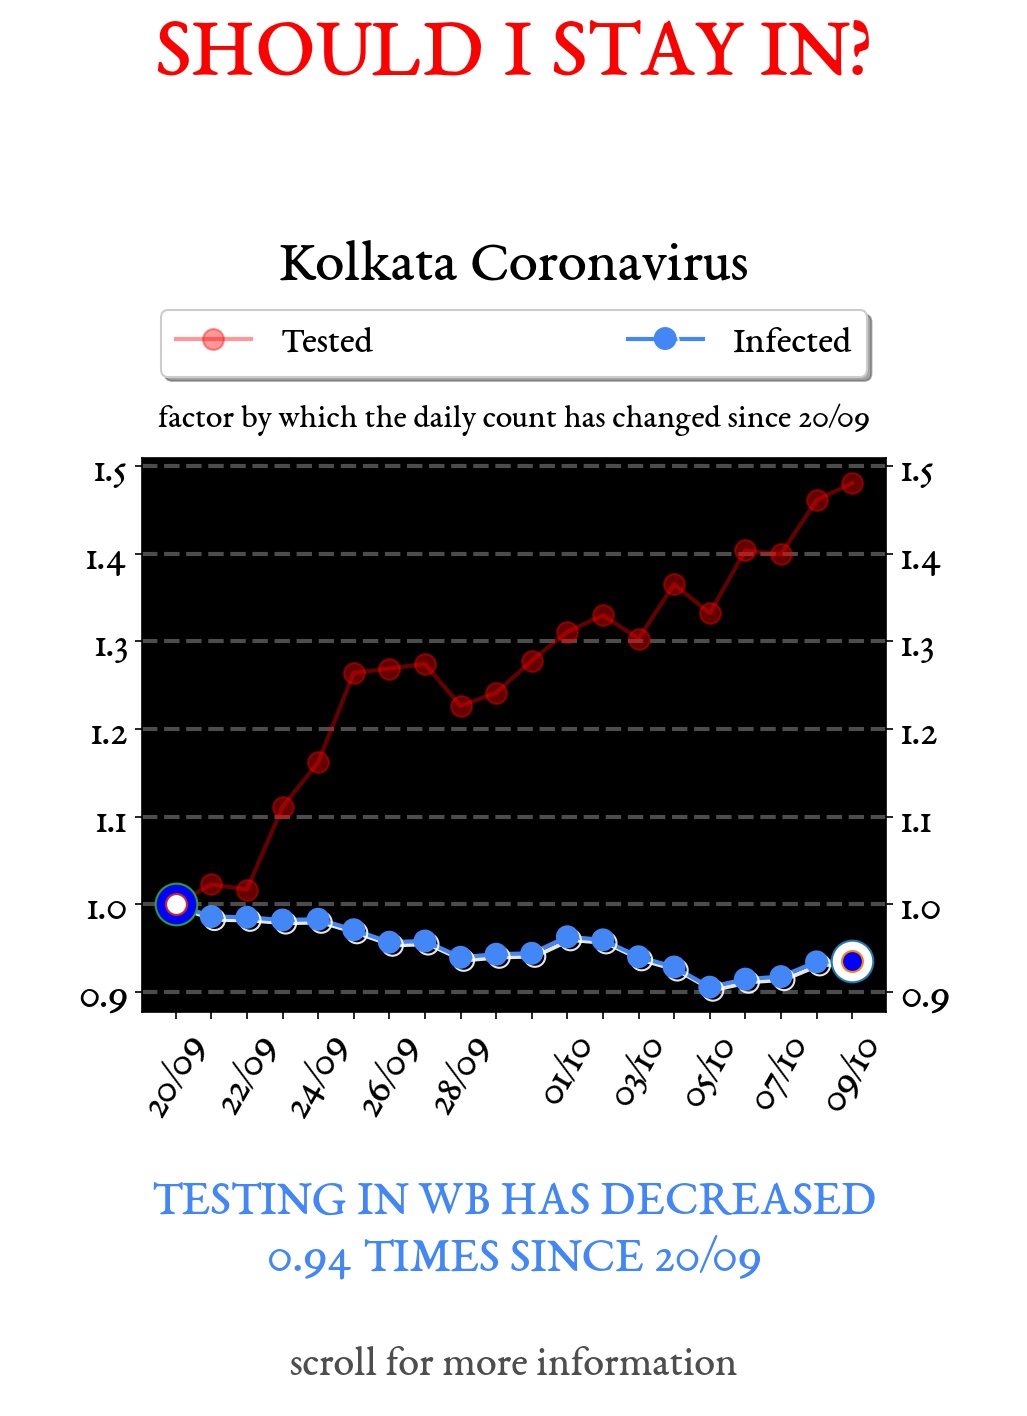 SHOULD I STAY IN?
Kolkata Coronavirus
Tested Infected
factor by which the daily count has changed since 20/09
1.5 1.5
1.4 1.4
1.3 1.3
1.2 1.2
1.1 1.1
1.0 1.0
0.9 0.9
20/09 22/09 24/09 26/09 28/09 01/10 03/10 05/10 07/10 09/10
TESTING IN WB HAS DECREASED
0.94 TIMES SINCE 20/09
scroll for more information